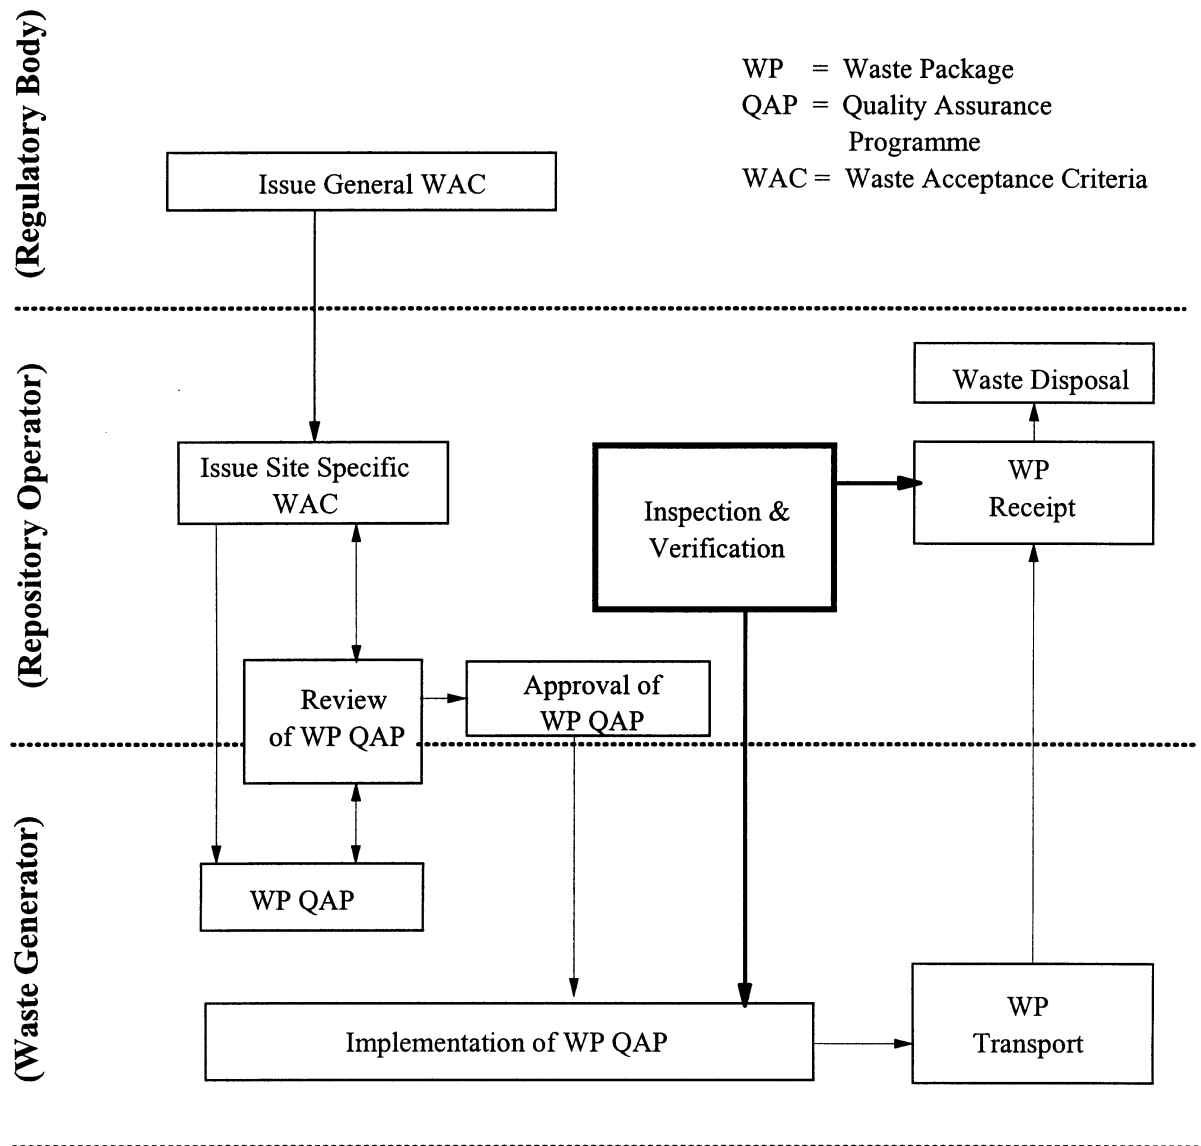 (Regulatory Body)
WP = Waste Package
QAP = Quality Assurance
Programme
WAC = Waste Acceptance Criteria
Issue General WAC
(Repository Operator)
Waste Disposal
Issue Site Specific
WAC
WP
Receipt
Inspection &
Verification
Review
of WP QAP
Approval of
WP QAP
(Waste Generator)
WP QAP
Implementation of WP QAP
WP
Transport